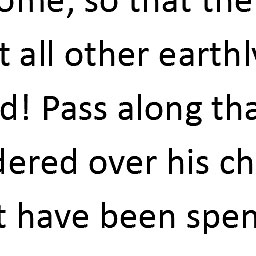 ome, so that the
t all other earthly
d! Pass along tha
dered over his ch
t have been spen